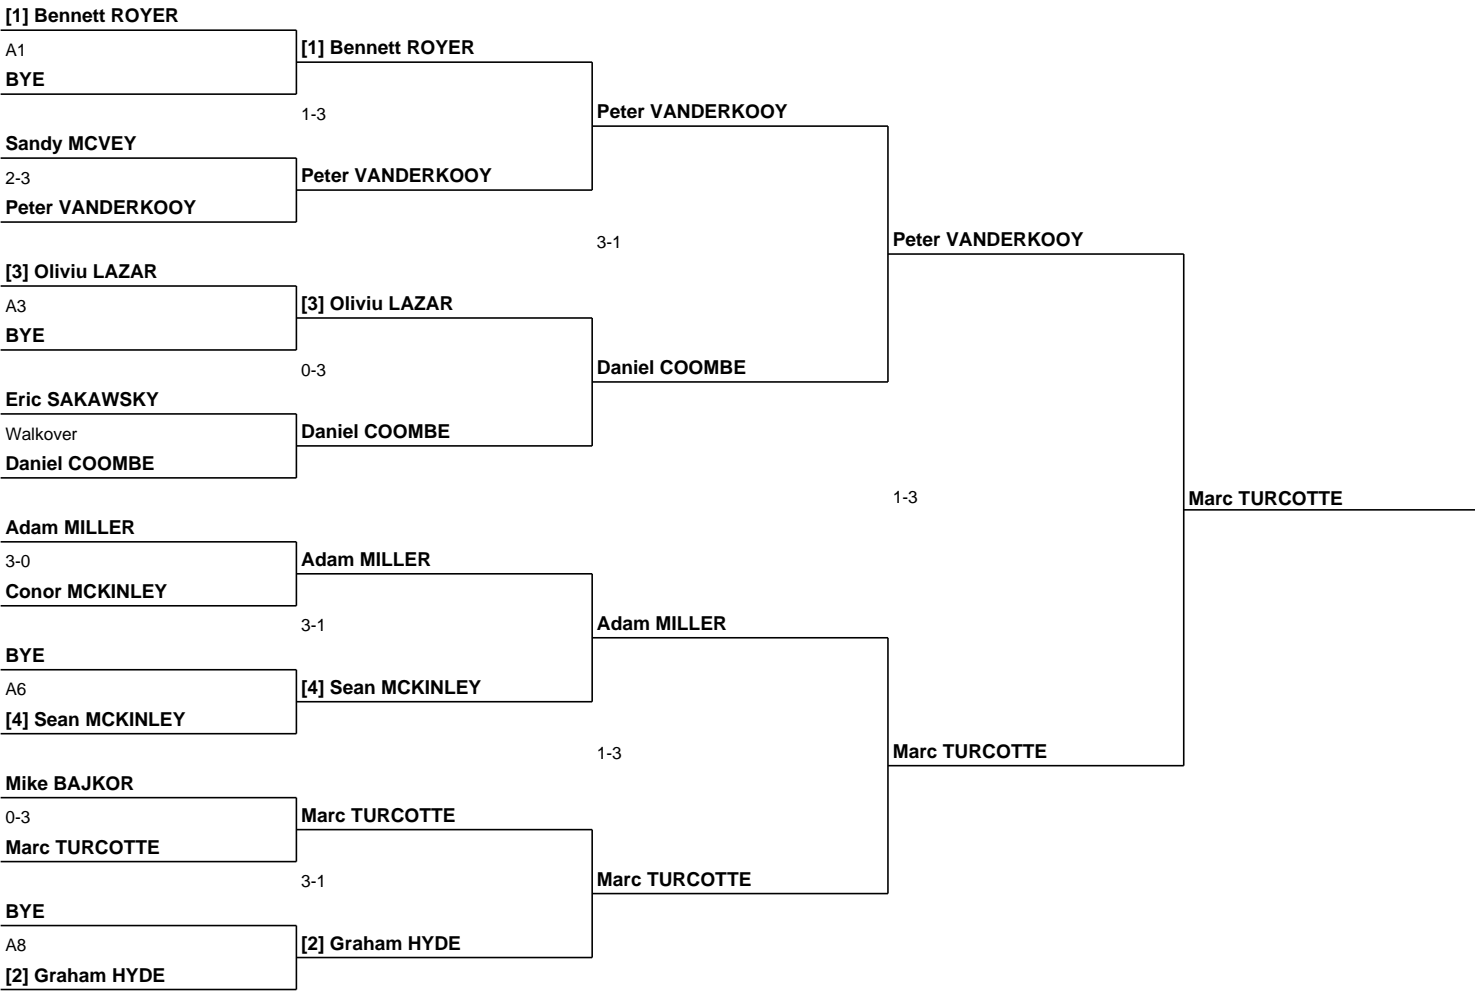 [1] Bennett ROYER
A1
BYE
Sandy MCVEY
2-3
Peter VANDERKOOY
[3] Oliviu LAZAR
A3
BYE
Eric SAKAWSKY
Walkover
Daniel COOMBE
Adam MILLER
3-0
Conor MCKINLEY
BYE
A6
[4] Sean MCKINLEY
Mike BAJKOR
0-3
Marc TURCOTTE
BYE
A8
[2] Graham HYDE
[1] Bennett ROYER
1-3
Peter VANDERKOOY
[3] Oliviu LAZAR
0-3
Daniel COOMBE
Adam MILLER
3-1
[4] Sean MCKINLEY
Marc TURCOTTE
3-1
[2] Graham HYDE
Peter VANDERKOOY
3-1
Daniel COOMBE
Adam MILLER
1-3
Marc TURCOTTE
Peter VANDERKOOY
1-3
Marc TURCOTTE
Marc TURCOTTE